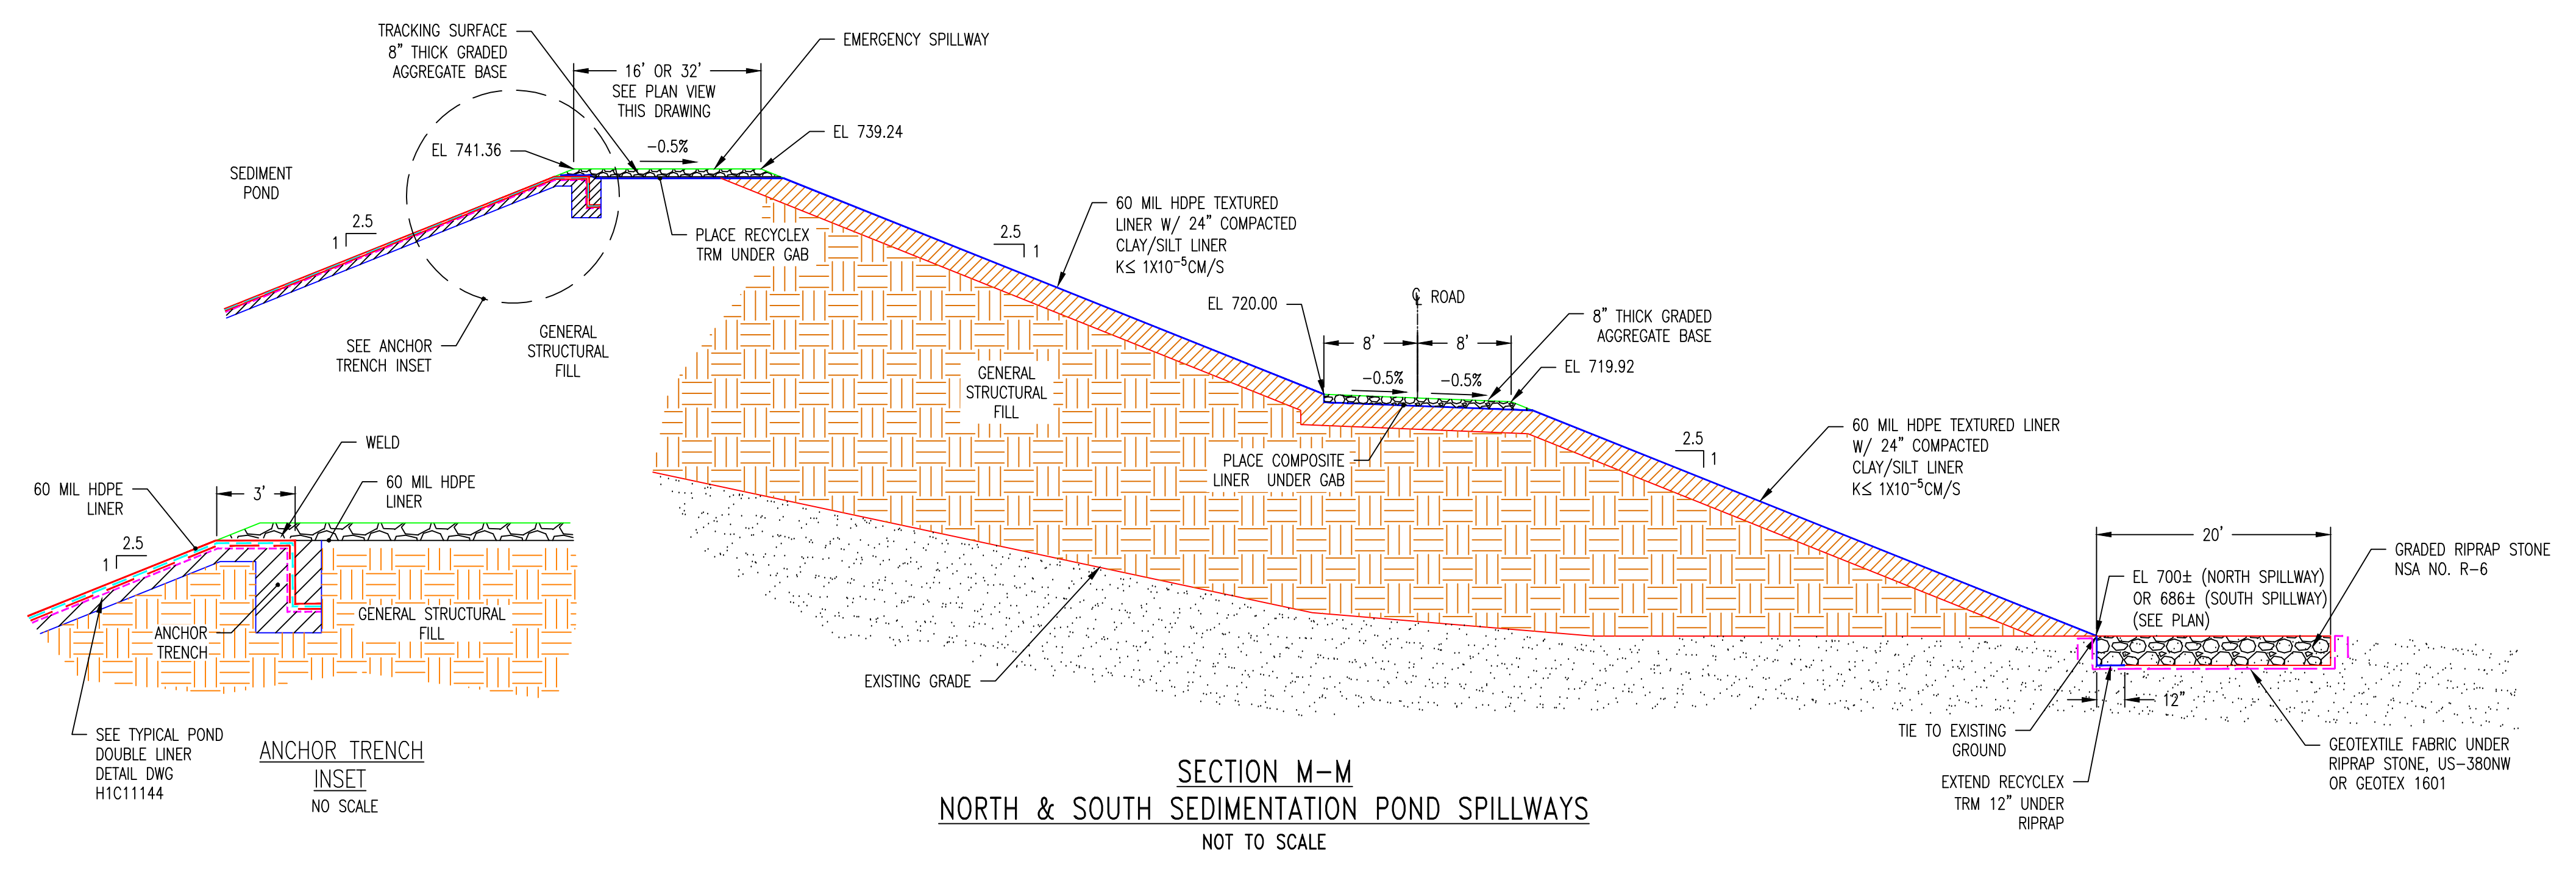 TRACKING SURFACE
8" THICK GRADED
AGGREGATE BASE
16' OR 32'
SEE PLAN VIEW
THIS DRAWING
EMERGENCY SPILLWAY
EL 741.36
-0.5%
EL 739.24
SEDIMENT
POND
2.5
1
SEE ANCHOR
TRENCH INSET
GENERAL
STRUCTURAL
FILL
PLACE RECYCLEX
TRM UNDER GAB
2.5
1
60 MIL HDPE TEXTURED
LINER W/ 24" COMPACTED
CLAY/SILT LINER
K≤ 1X10⁻⁵CM/S
EL 720.00
℄ ROAD
8'
8'
8" THICK GRADED
AGGREGATE BASE
-0.5%
-0.5%
EL 719.92
GENERAL
STRUCTURAL
FILL
PLACE COMPOSITE
LINER UNDER GAB
2.5
1
60 MIL HDPE TEXTURED LINER
W/ 24" COMPACTED
CLAY/SILT LINER
K≤ 1X10⁻⁵CM/S
20'
GRADED RIPRAP STONE
NSA NO. R-6
EL 700± (NORTH SPILLWAY)
OR 686± (SOUTH SPILLWAY)
(SEE PLAN)
12"
EXISTING GRADE
TIE TO EXISTING
GROUND
EXTEND RECYCLEX
TRM 12" UNDER
RIPRAP
GEOTEXTILE FABRIC UNDER
RIPRAP STONE, US-380NW
OR GEOTEX 1601
WELD
60 MIL HDPE
LINER
3'
60 MIL HDPE
LINER
2.5
1
ANCHOR
TRENCH
GENERAL STRUCTURAL
FILL
SEE TYPICAL POND
DOUBLE LINER
DETAIL DWG
H1C11144
ANCHOR TRENCH
INSET
NO SCALE
SECTION M-M
NORTH & SOUTH SEDIMENTATION POND SPILLWAYS
NOT TO SCALE